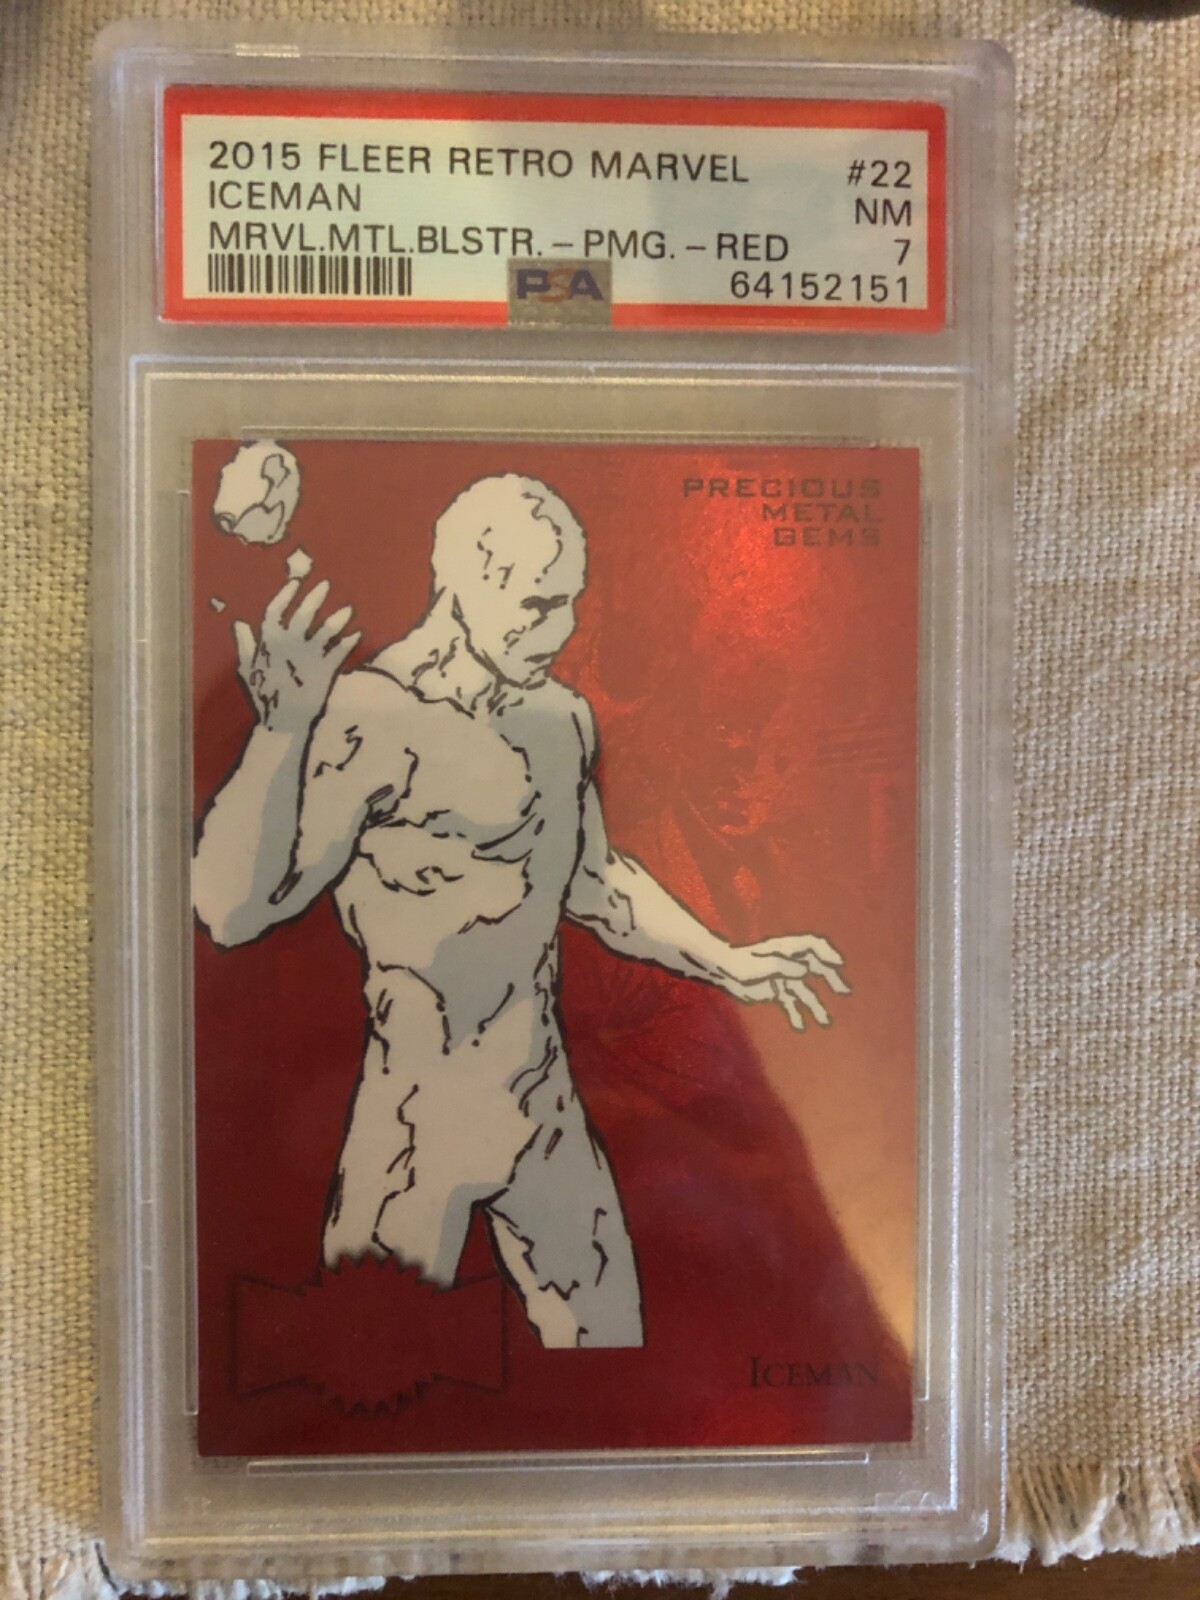 2015 FLEER RETRO MARVEL #22
ICEMAN NM
MRVL.MTL.BLSTR.-PMG.-RED 7
PSA 64152151
PRECIOUS
METAL
GEMS
ICEMAN